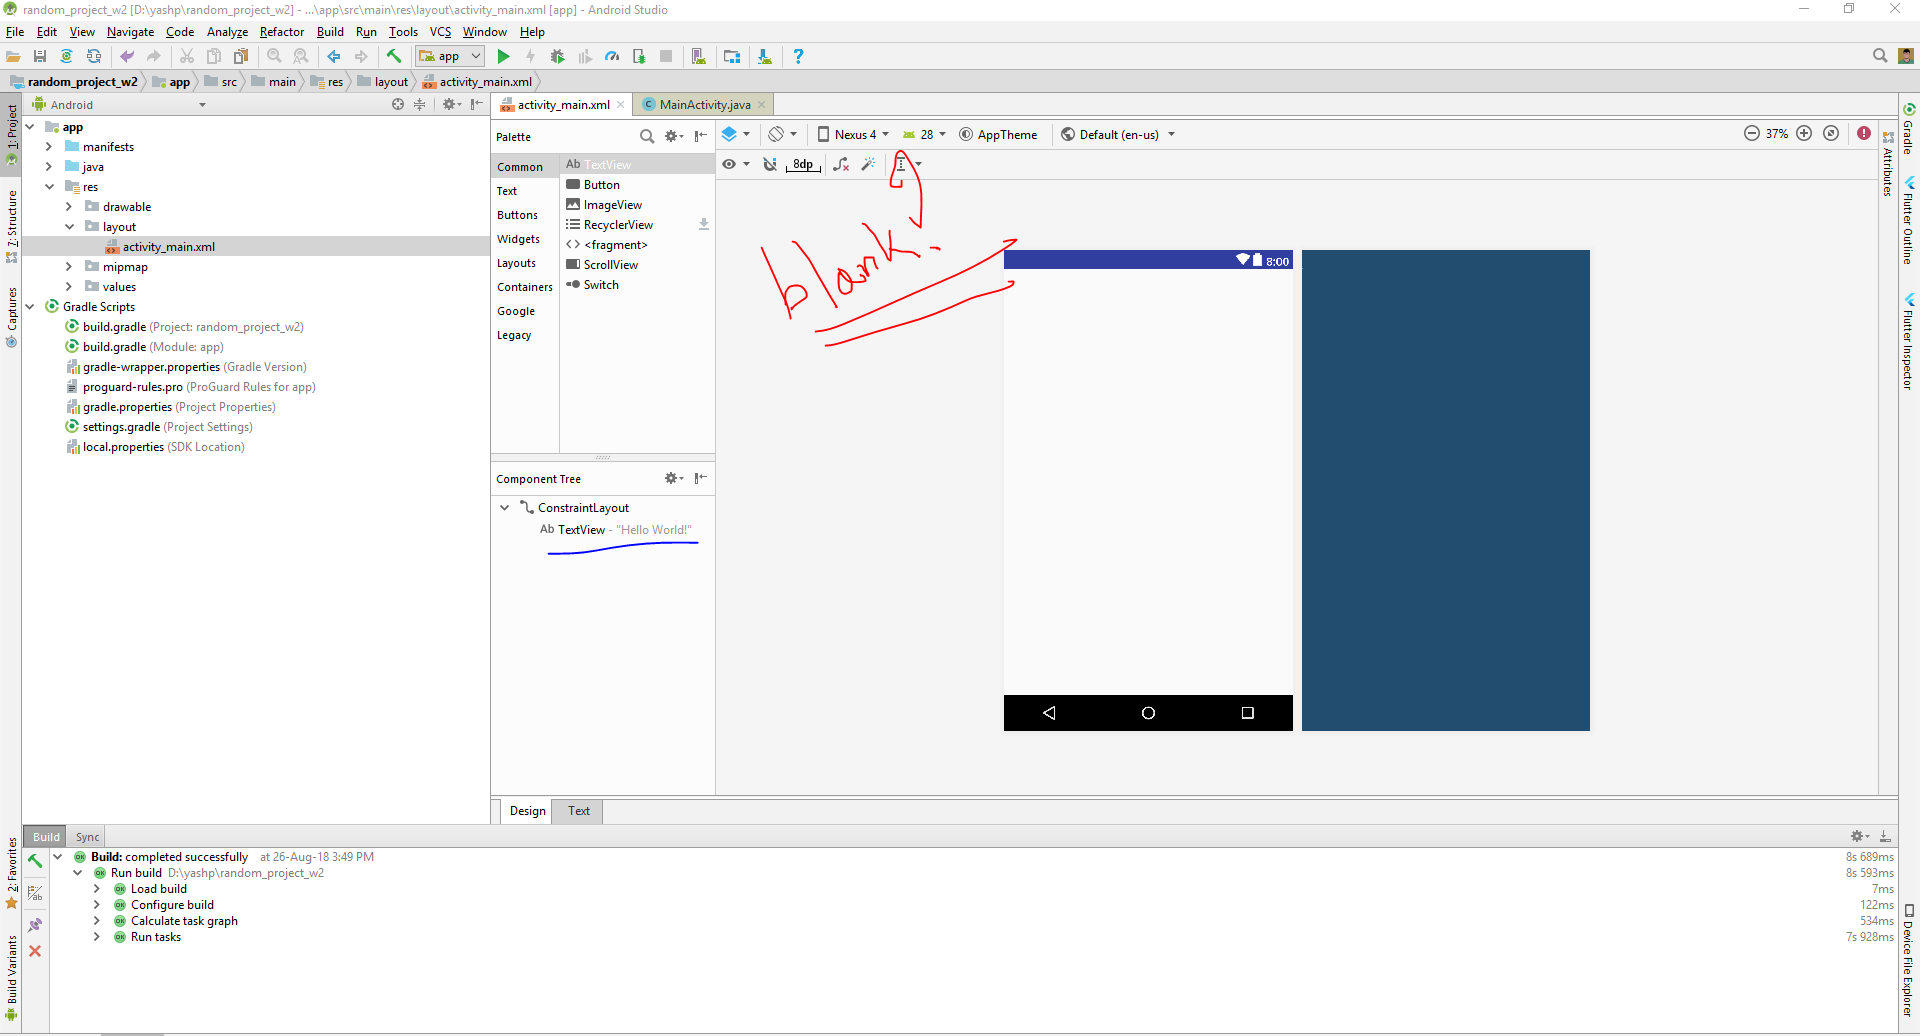 random_project_w2 [D:\yashp\random_project_w2] - ...\app\src\main\res\layout\activity_main.xml [app] - Android Studio
File Edit View Navigate Code Analyze Refactor Build Run Tools VCS Window Help
app
random_project_w2 app src main res layout activity_main.xml
1: Project
Z: Structure
Captures
2: Favorites
Build Variants
Android
app
manifests
java
res
drawable
layout
activity_main.xml
mipmap
values
Gradle Scripts
build.gradle (Project: random_project_w2)
build.gradle (Module: app)
gradle-wrapper.properties (Gradle Version)
proguard-rules.pro (ProGuard Rules for app)
gradle.properties (Project Properties)
settings.gradle (Project Settings)
local.properties (SDK Location)
activity_main.xml MainActivity.java
Palette
Common
Text
Buttons
Widgets
Layouts
Containers
Google
Legacy
Ab TextView
Button
ImageView
RecyclerView
<fragment>
ScrollView
Switch
Component Tree
ConstraintLayout
Ab TextView - "Hello World!"
Nexus 4 28 AppTheme Default (en-us) 37%
8dp
blank.
8:00
Design Text
Gradle
Attributes
Flutter Outline
Flutter Inspector
Device File Explorer
Build Sync
Build: completed successfully at 26-Aug-18 3:49 PM 8s 689ms
Run build D:\yashp\random_project_w2 8s 593ms
Load build 7ms
Configure build 122ms
Calculate task graph 534ms
Run tasks 7s 928ms